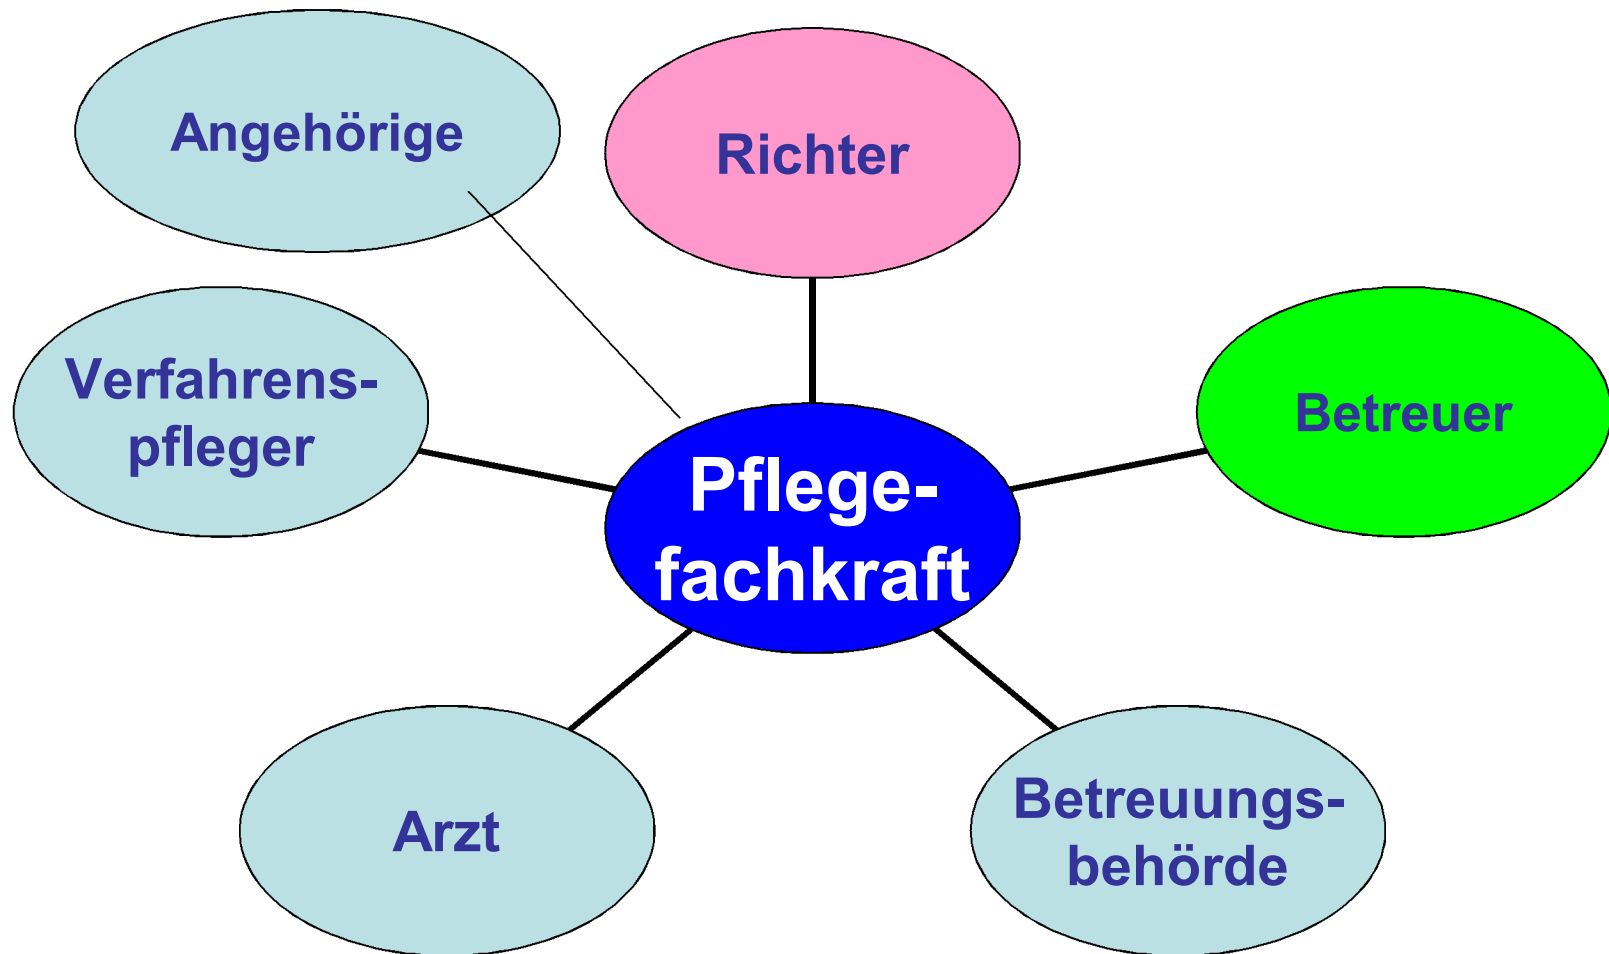 Angehörige
Richter
Verfahrens-
pfleger
Betreuer
Pflege-
fachkraft
Arzt
Betreuungs-
behörde